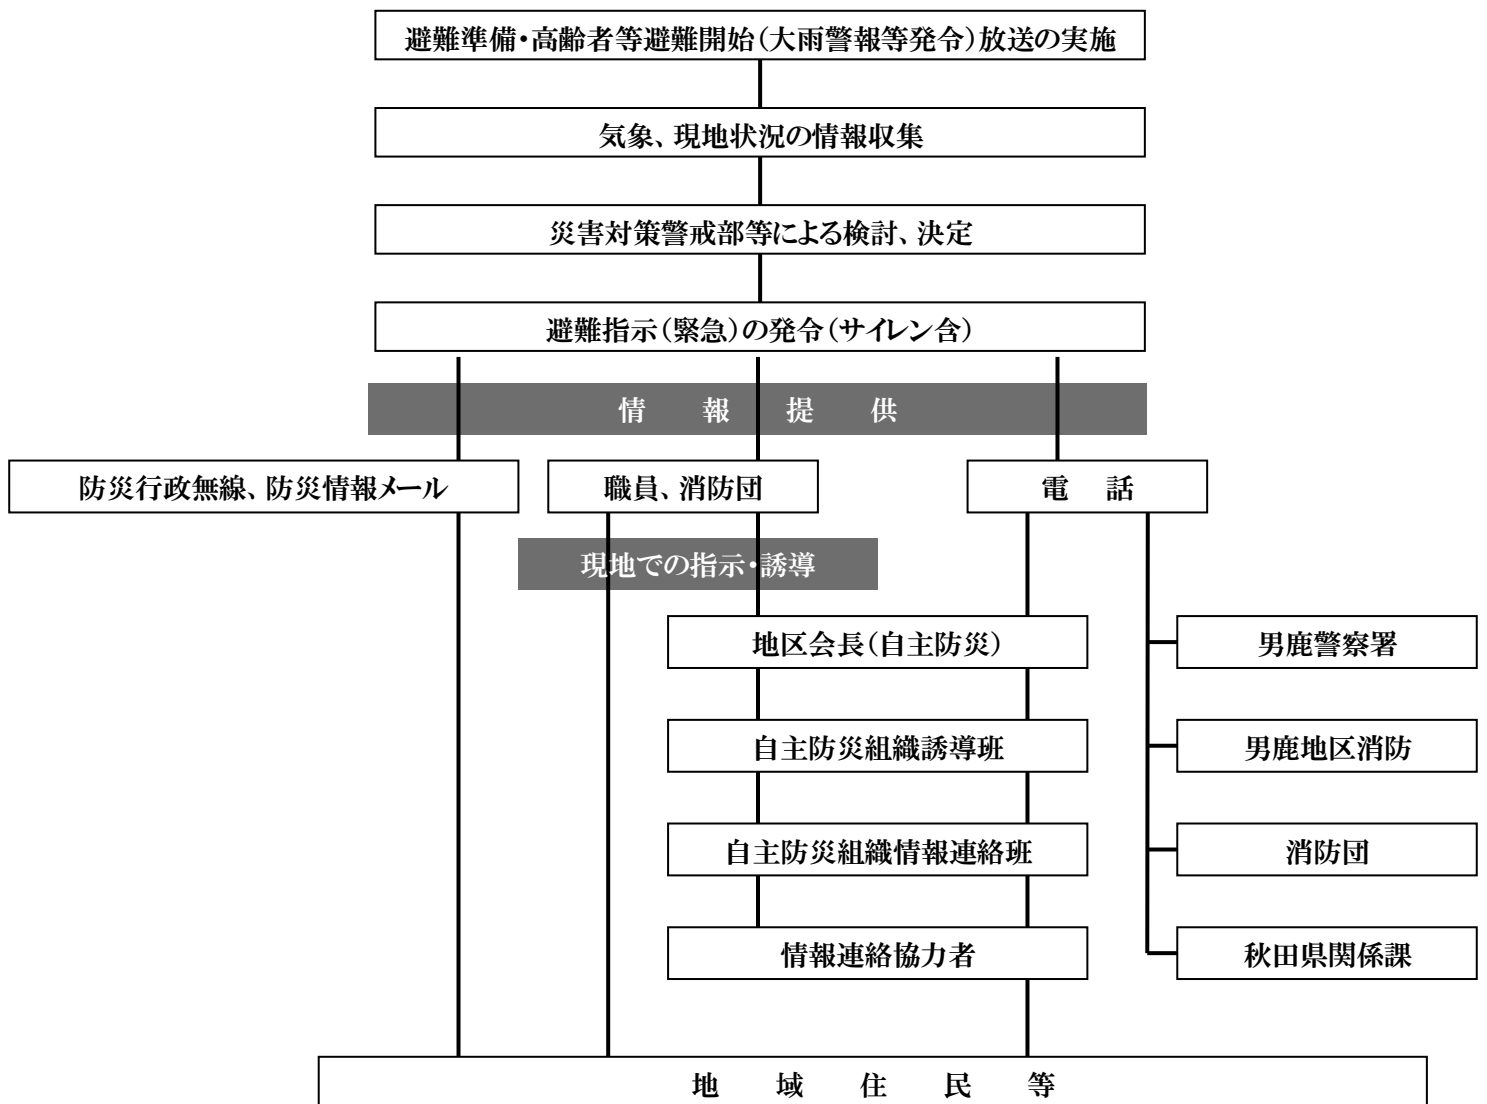 避難準備・高齢者等避難開始（大雨警報等発令）放送の実施
気象、現地状況の情報収集
災害対策警戒部等による検討、決定
避難指示（緊急）の発令（サイレン含）
情　報　提　供
防災行政無線、防災情報メール
職員、消防団
電　話
現地での指示・誘導
地区会長（自主防災）
男鹿警察署
自主防災組織誘導班
男鹿地区消防
自主防災組織情報連絡班
消防団
情報連絡協力者
秋田県関係課
地　域　住　民　等